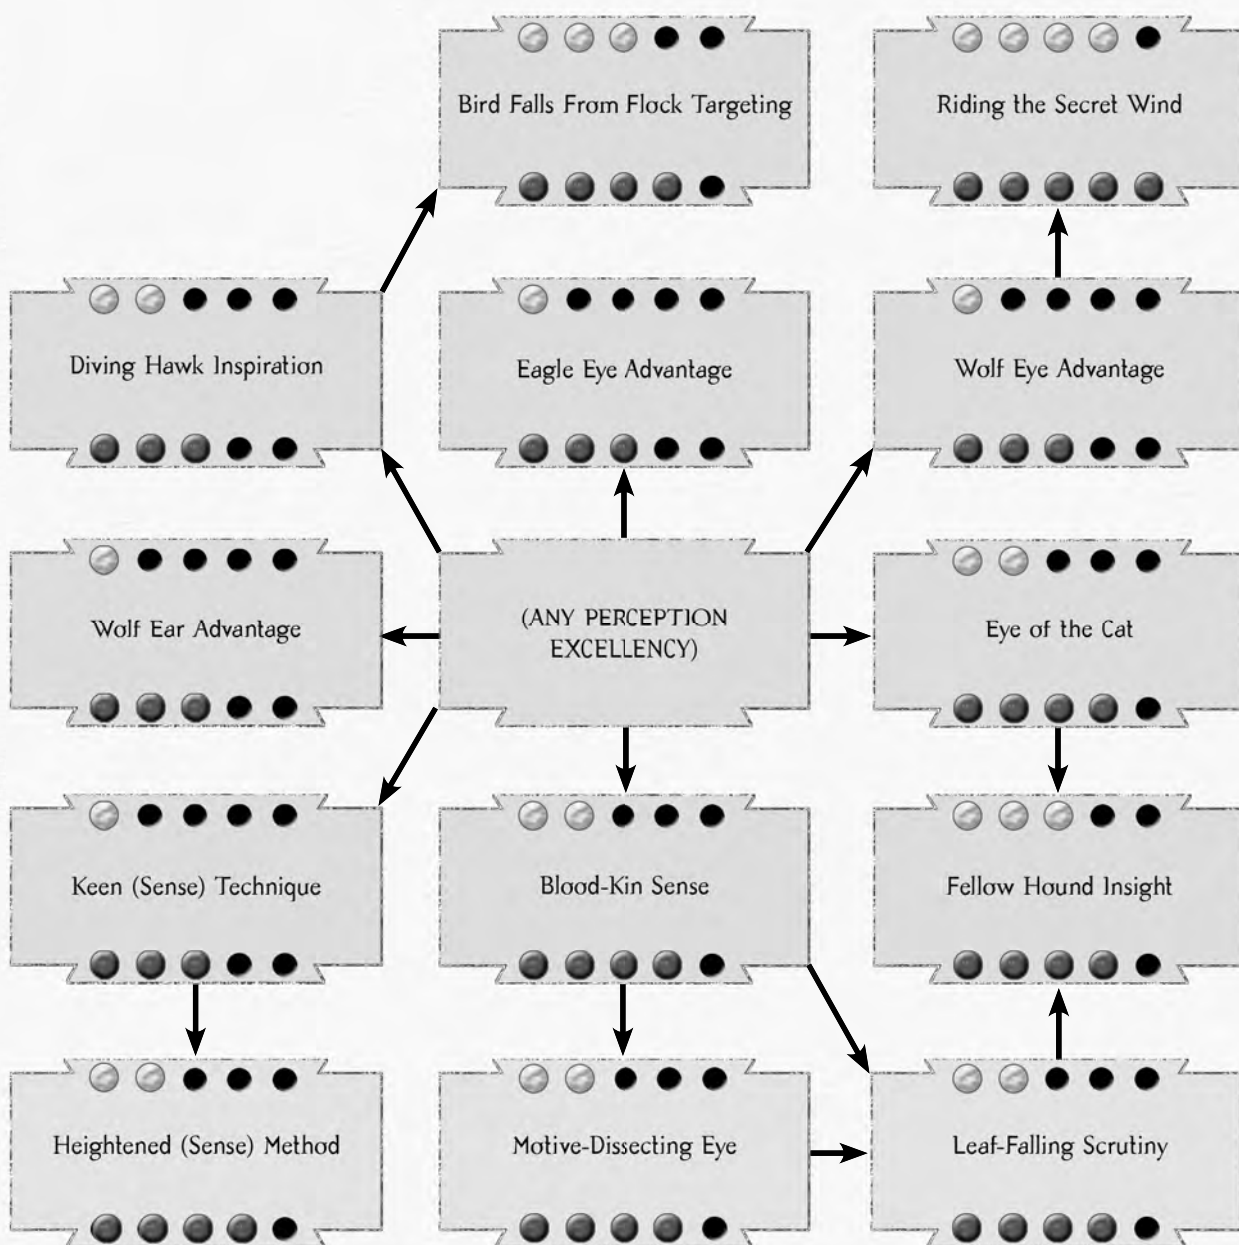 Bird Falls From Flock Targeting
Riding the Secret Wind
Diving Hawk Inspiration
Eagle Eye Advantage
Wolf Eye Advantage
Wolf Ear Advantage
(ANY PERCEPTION
EXCELLENCY)
Eye of the Cat
Keen (Sense) Technique
Blood-Kin Sense
Fellow Hound Insight
Heightened (Sense) Method
Motive-Dissecting Eye
Leaf-Falling Scrutiny